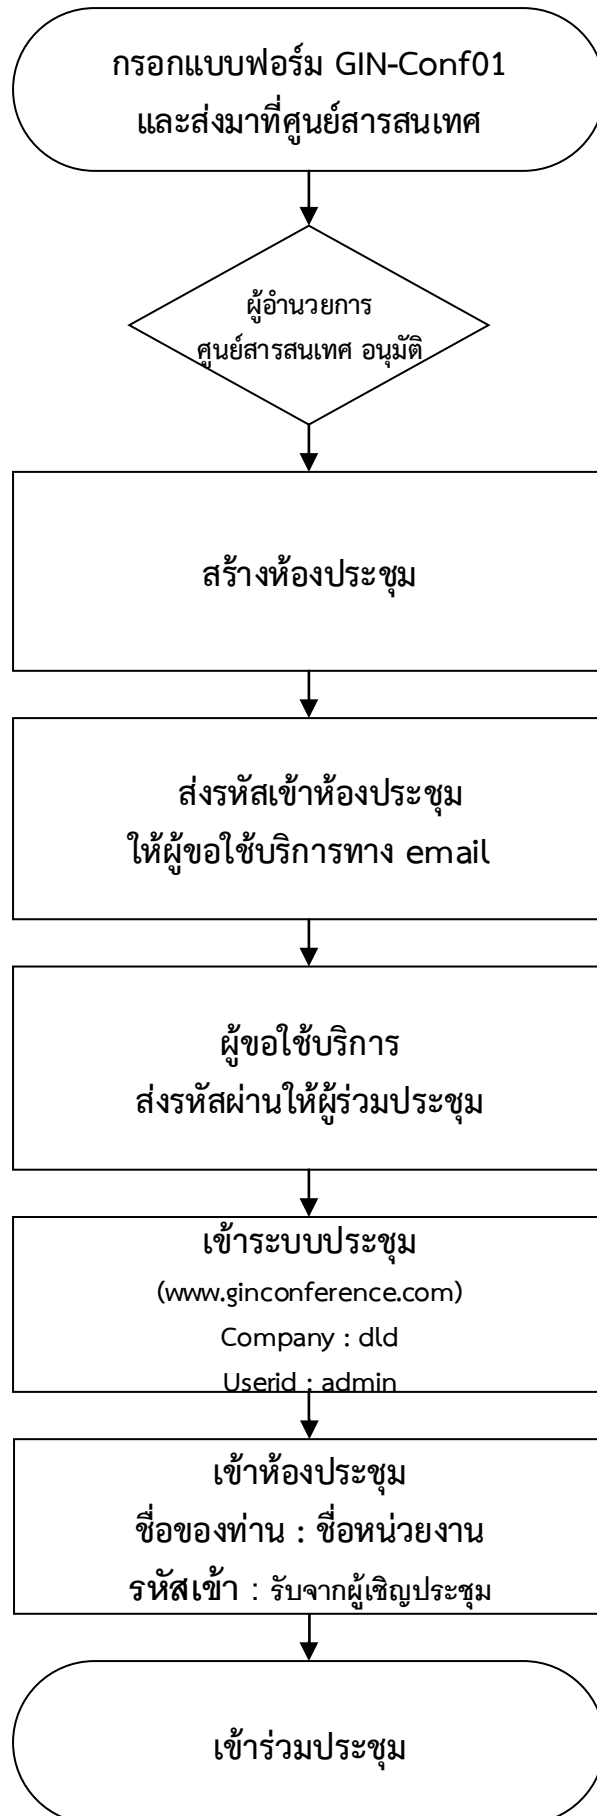 กรอกแบบฟอร์ม GIN-Conf01
และส่งมาที่ศูนย์สารสนเทศ
ผู้อำนวยการ
ศูนย์สารสนเทศ อนุมัติ
สร้างห้องประชุม
ส่งรหัสเข้าห้องประชุม
ให้ผู้ขอใช้บริการทาง email
ผู้ขอใช้บริการ
ส่งรหัสผ่านให้ผู้ร่วมประชุม
เข้าระบบประชุม
(www.ginconference.com)
Company : dld
Userid : admin
เข้าห้องประชุม
ชื่อของท่าน : ชื่อหน่วยงาน
รหัสเข้า : รับจากผู้เชิญประชุม
เข้าร่วมประชุม